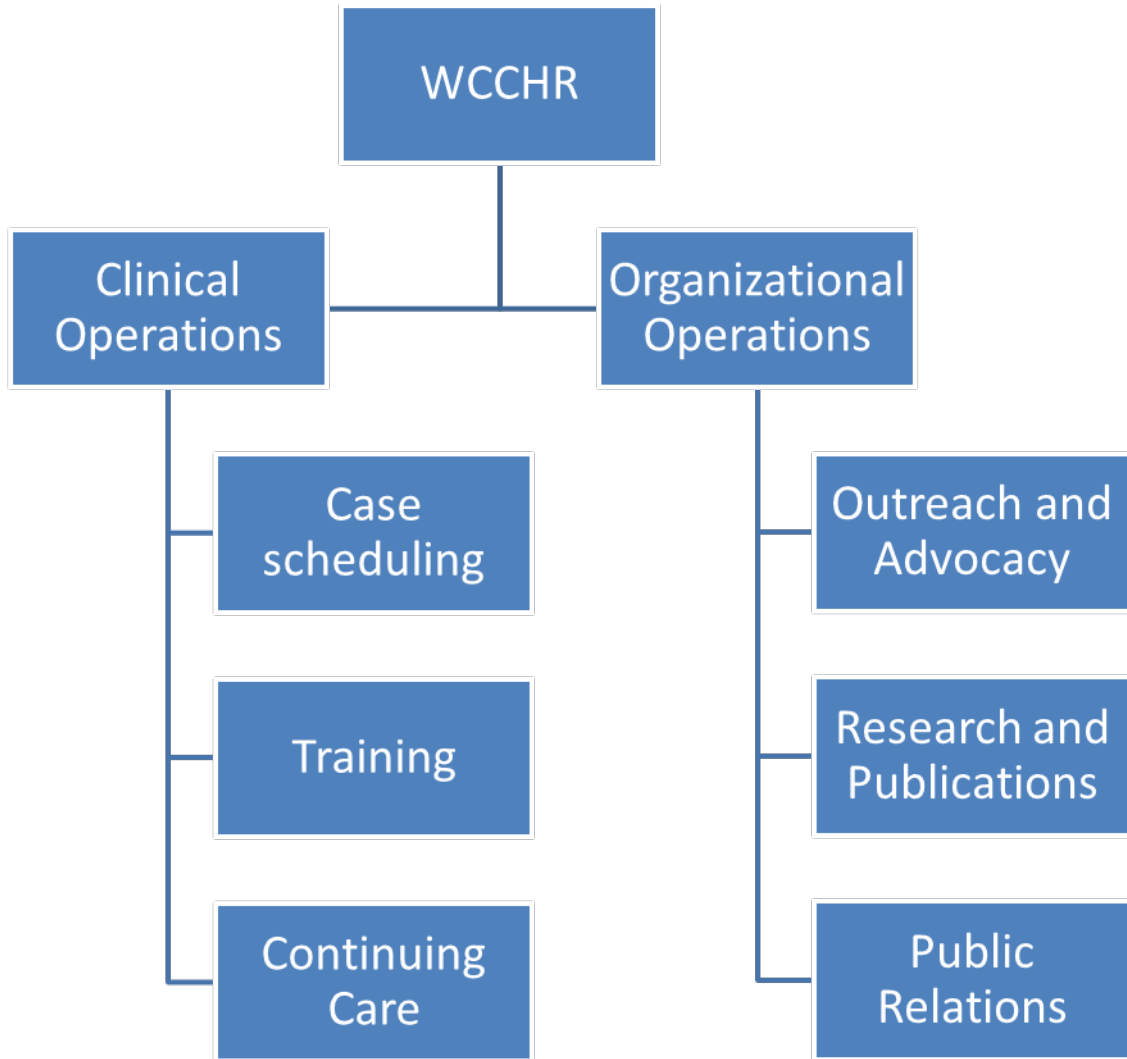 WCCHR
Clinical
Operations
Organizational
Operations
Case
scheduling
Training
Continuing
Care
Outreach and
Advocacy
Research and
Publications
Public
Relations